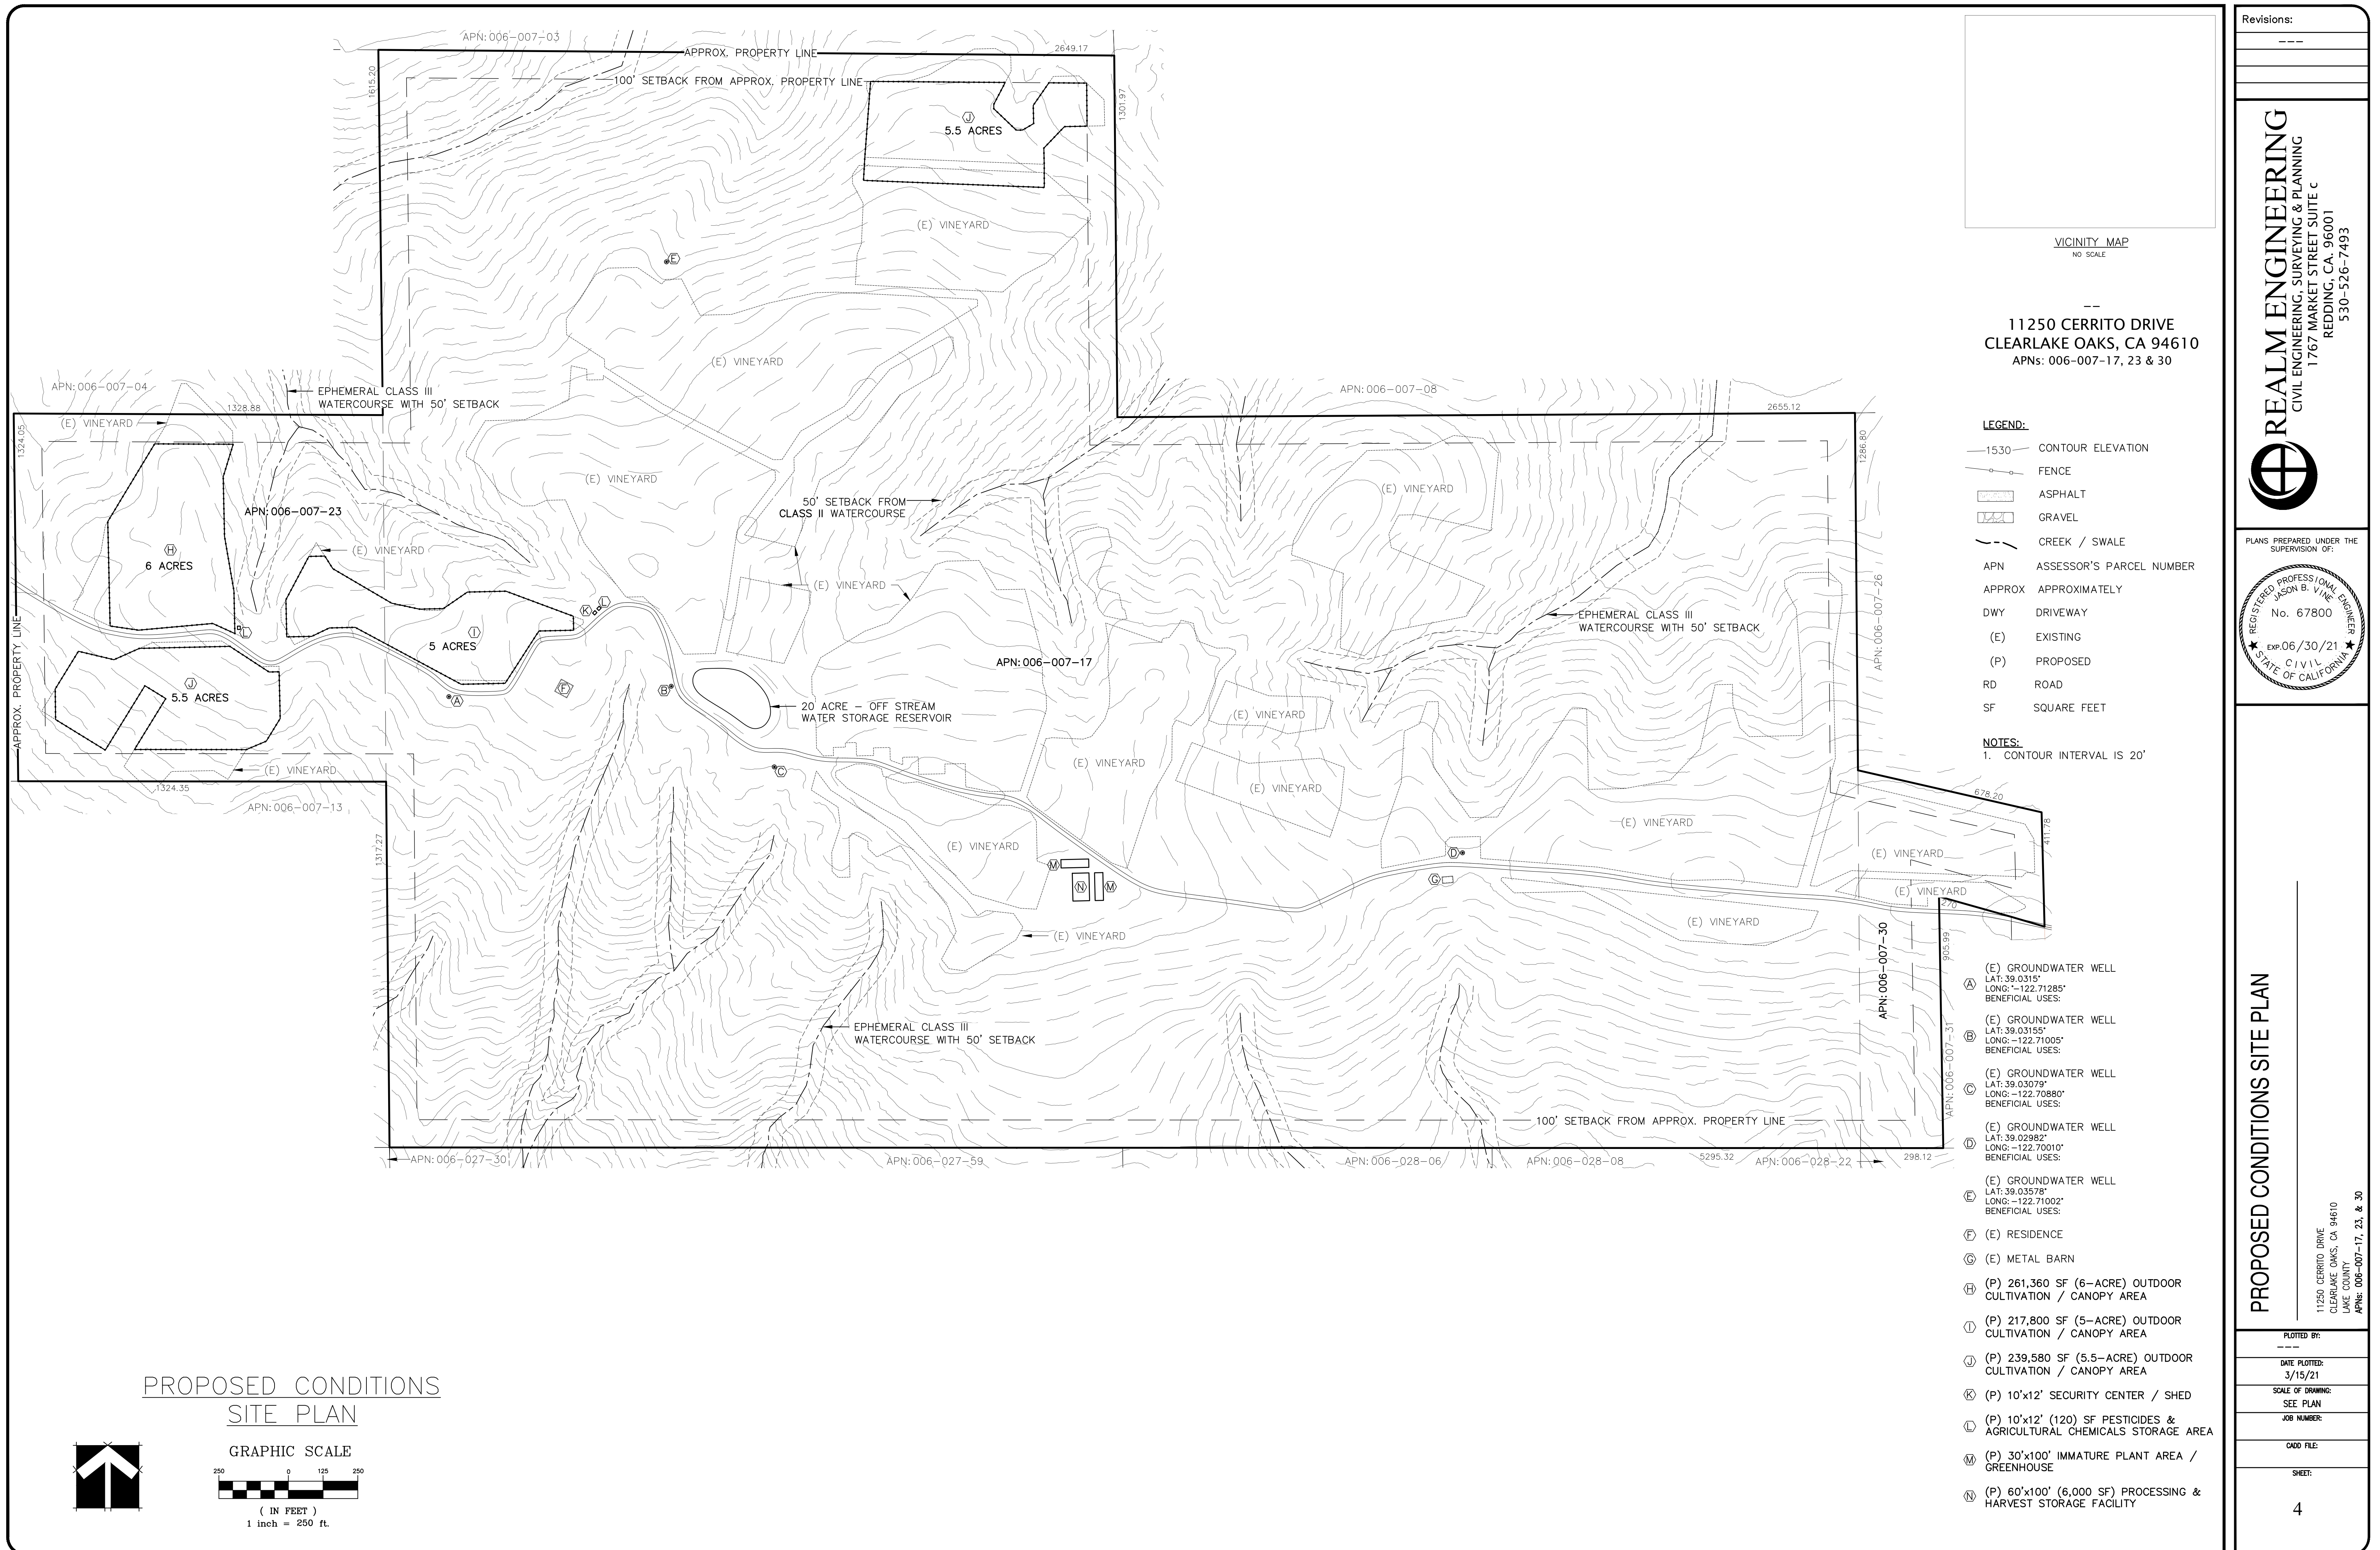 APN: 006-007-03
APPROX. PROPERTY LINE
2649.17
1615.20
100' SETBACK FROM APPROX. PROPERTY LINE
1301.97
J
5.5 ACRES
(E) VINEYARD
E
(E) VINEYARD
APN: 006-007-04
EPHEMERAL CLASS III
WATERCOURSE WITH 50' SETBACK
1328.88
APN: 006-007-08
2655.12
(E) VINEYARD
1324.05
1286.80
(E) VINEYARD
(E) VINEYARD
50' SETBACK FROM
CLASS II WATERCOURSE
APN: 006-007-23
H
6 ACRES
(E) VINEYARD
(E) VINEYARD
APN: 006-007-26
K
L
L
I
5 ACRES
EPHEMERAL CLASS III
WATERCOURSE WITH 50' SETBACK
APN: 006-007-17
APPROX. PROPERTY LINE
J
5.5 ACRES
A
F
B
20 ACRE - OFF STREAM
WATER STORAGE RESERVOIR
(E) VINEYARD
(E) VINEYARD
C
(E) VINEYARD
(E) VINEYARD
1324.35
APN: 006-007-13
678.20
411.78
1317.27
(E) VINEYARD
(E) VINEYARD
D
(E) VINEYARD
M
N
M
G
(E) VINEYARD
270
(E) VINEYARD
(E) VINEYARD
APN: 006-007-30
905.99
EPHEMERAL CLASS III
WATERCOURSE WITH 50' SETBACK
APN: 006-007-31
100' SETBACK FROM APPROX. PROPERTY LINE
APN: 006-027-30
APN: 006-027-59
APN: 006-028-06
APN: 006-028-08
5295.32
APN: 006-028-22
298.12
PROPOSED CONDITIONS
SITE PLAN
GRAPHIC SCALE
250 0 125 250
( IN FEET )
1 inch = 250 ft.
VICINITY MAP
NO SCALE
--
11250 CERRITO DRIVE
CLEARLAKE OAKS, CA 94610
APNs: 006-007-17, 23 & 30
LEGEND:
1530 CONTOUR ELEVATION
FENCE
ASPHALT
GRAVEL
CREEK / SWALE
APN ASSESSOR'S PARCEL NUMBER
APPROX APPROXIMATELY
DWY DRIVEWAY
(E) EXISTING
(P) PROPOSED
RD ROAD
SF SQUARE FEET
NOTES:
1. CONTOUR INTERVAL IS 20'
A (E) GROUNDWATER WELL
LAT: 39.0315°
LONG: °-122.71285°
BENEFICIAL USES:
B (E) GROUNDWATER WELL
LAT: 39.03155°
LONG: -122.71005°
BENEFICIAL USES:
C (E) GROUNDWATER WELL
LAT: 39.03079°
LONG: -122.70880°
BENEFICIAL USES:
D (E) GROUNDWATER WELL
LAT: 39.02982°
LONG: -122.70010°
BENEFICIAL USES:
E (E) GROUNDWATER WELL
LAT: 39.03578°
LONG: -122.71002°
BENEFICIAL USES:
F (E) RESIDENCE
G (E) METAL BARN
H (P) 261,360 SF (6-ACRE) OUTDOOR
CULTIVATION / CANOPY AREA
I (P) 217,800 SF (5-ACRE) OUTDOOR
CULTIVATION / CANOPY AREA
J (P) 239,580 SF (5.5-ACRE) OUTDOOR
CULTIVATION / CANOPY AREA
K (P) 10'x12' SECURITY CENTER / SHED
L (P) 10'x12' (120) SF PESTICIDES &
AGRICULTURAL CHEMICALS STORAGE AREA
M (P) 30'x100' IMMATURE PLANT AREA /
GREENHOUSE
N (P) 60'x100' (6,000 SF) PROCESSING &
HARVEST STORAGE FACILITY
Revisions:
---
REALM ENGINEERING
CIVIL ENGINEERING, SURVEYING & PLANNING
1767 MARKET STREET SUITE C
REDDING, CA. 96001
530-526-7493
PLANS PREPARED UNDER THE
SUPERVISION OF:
REGISTERED PROFESSIONAL ENGINEER
JASON B. VINE
No. 67800
EXP. 06/30/21
CIVIL
STATE OF CALIFORNIA
PROPOSED CONDITIONS SITE PLAN
11250 CERRITO DRIVE
CLEARLAKE OAKS, CA 94610
LAKE COUNTY
APNs: 006-007-17, 23, & 30
PLOTTED BY:
---
DATE PLOTTED:
3/15/21
SCALE OF DRAWING:
SEE PLAN
JOB NUMBER:
CADD FILE:
SHEET:
4